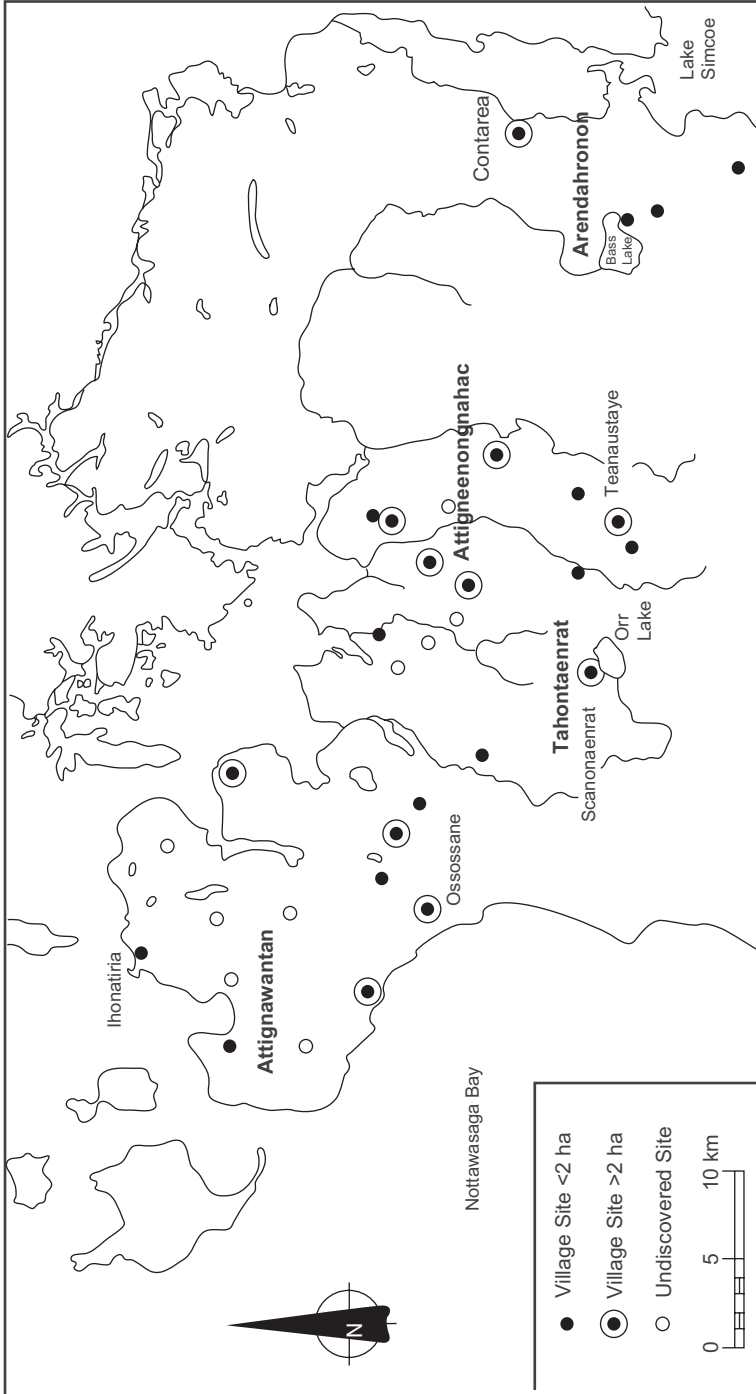 Ihonatiria
Attignawantan
Nottawasaga Bay
Ossossane
Tahontaenrat
Scanonaenrat
Orr
Lake
Attigneenongnahac
Teanaustaye
Contarea
Arendahronon
Bass
Lake
Lake
Simcoe
N
Village Site <2 ha
Village Site >2 ha
Undiscovered Site
0 5 10 km